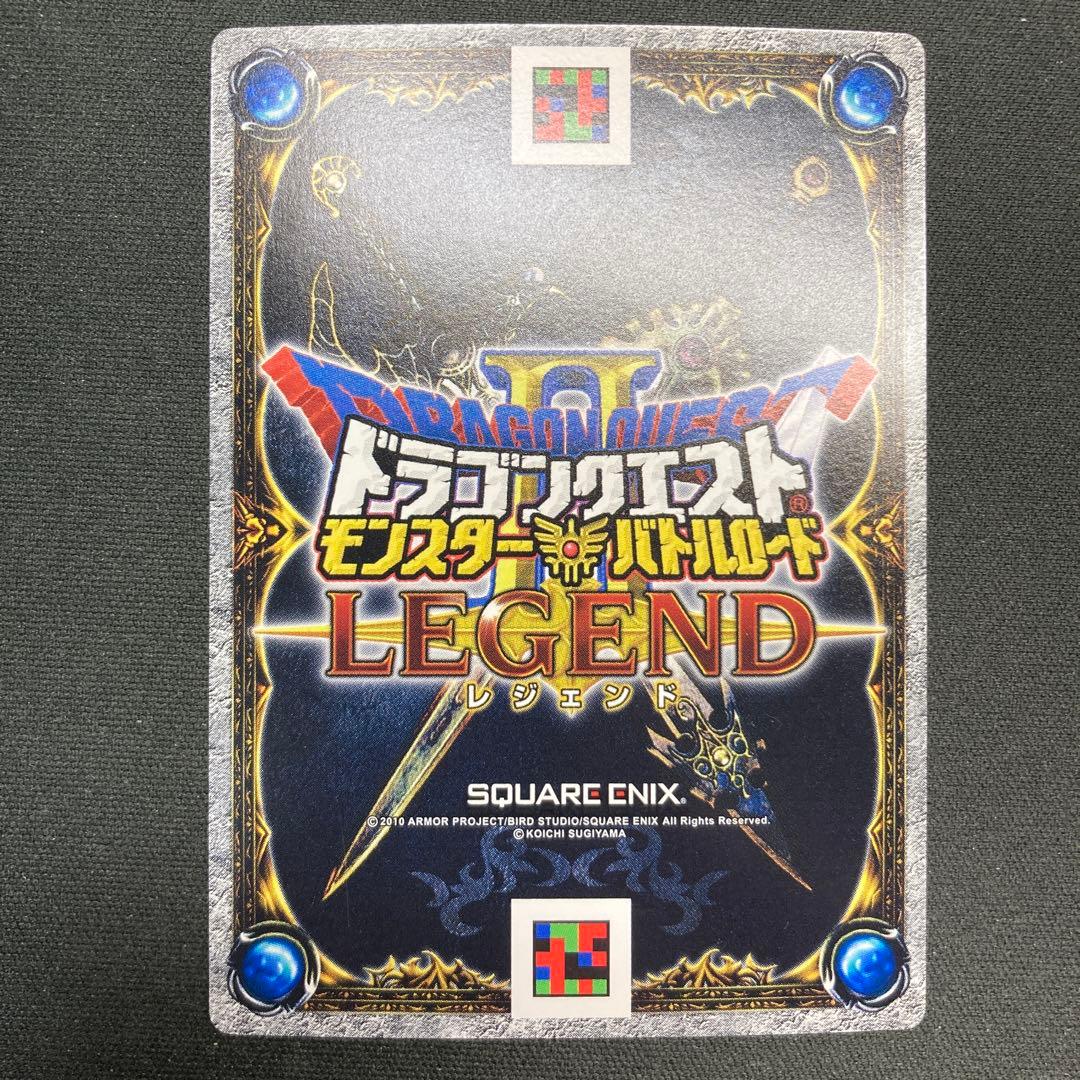 DRAGON QUEST
II
ドラゴンクエスト®
モンスターバトルロード
LEGEND
レジェンド
SQUARE ENIX®
©2010 ARMOR PROJECT/BIRD STUDIO/SQUARE ENIX All Rights Reserved.
©KOICHI SUGIYAMA